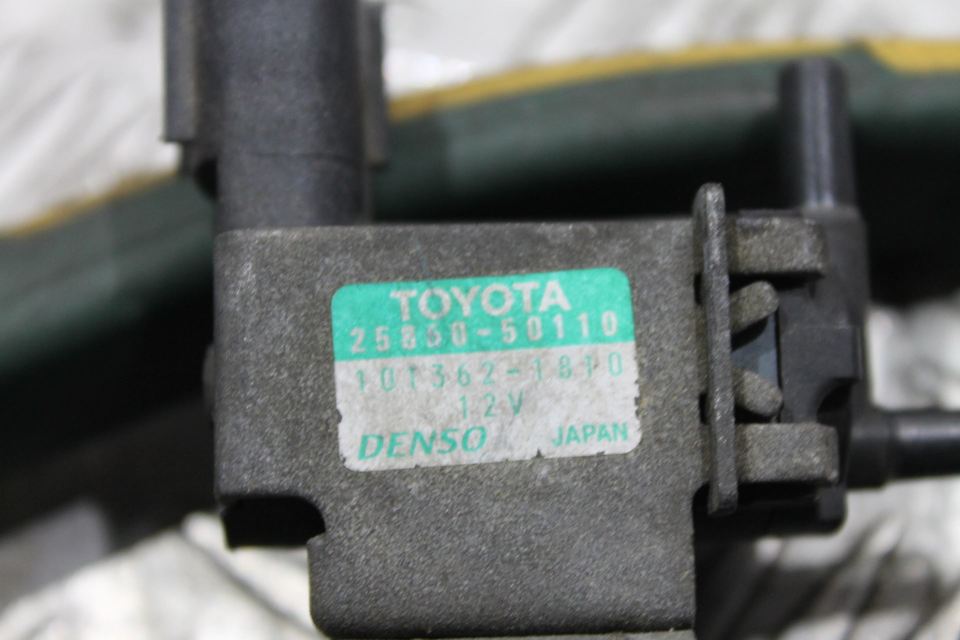 TOYOTA
25860-50110
101362-1810
12V
DENSO JAPAN